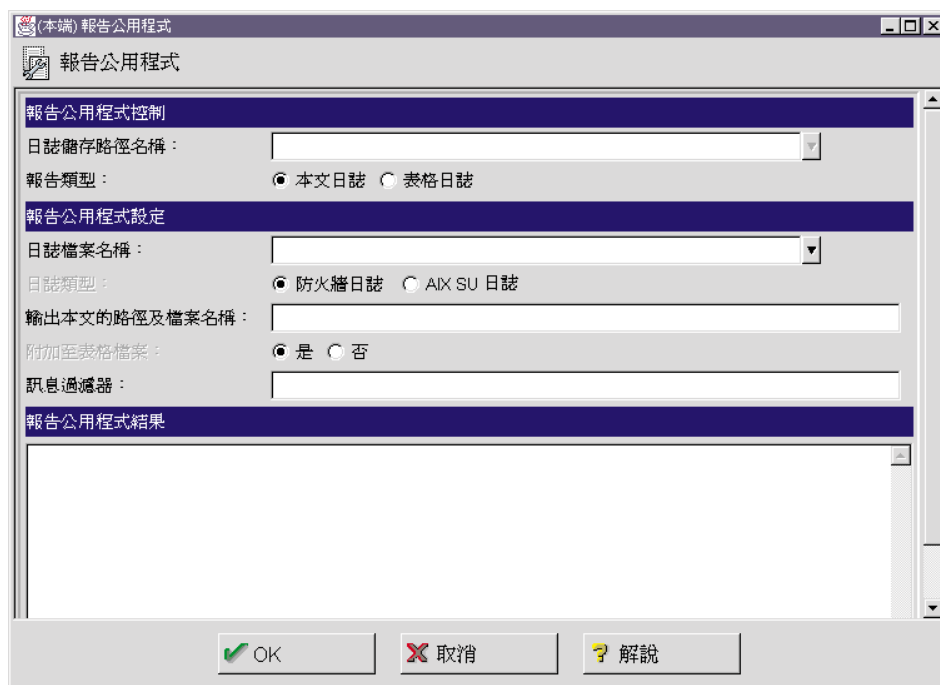 (本端) 報告公用程式
報告公用程式
報告公用程式控制
日誌儲存路徑名稱：
報告類型： 本文日誌 表格日誌
報告公用程式設定
日誌檔案名稱：
日誌類型： 防火牆日誌 AIX SU 日誌
輸出本文的路徑及檔案名稱：
附加至表格檔案： 是 否
訊息過濾器：
報告公用程式結果
OK 取消 解說